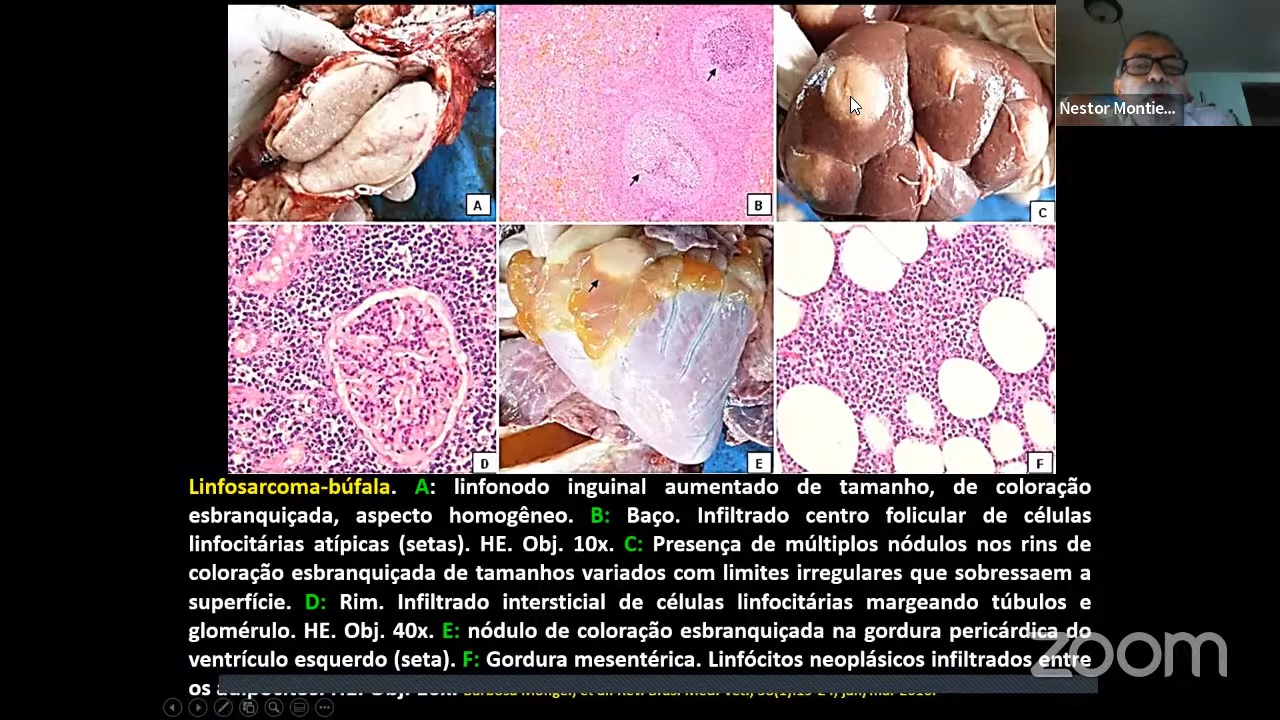 A
B
C
Nestor Montie...
D
E
F
Linfosarcoma-búfala. A: linfonodo inguinal aumentado de tamanho, de coloração
esbranquiçada, aspecto homogêneo. B: Baço. Infiltrado centro folicular de células
linfocitárias atípicas (setas). HE. Obj. 10x. C: Presença de múltiplos nódulos nos rins de
coloração esbranquiçada de tamanhos variados com limites irregulares que sobressaem a
superfície. D: Rim. Infiltrado intersticial de células linfocitárias margeando túbulos e
glomérulo. HE. Obj. 40x. E: nódulo de coloração esbranquiçada na gordura pericárdica do
ventrículo esquerdo (seta). F: Gordura mesentérica. Linfócitos neoplásicos infiltrados entre
os
zoom